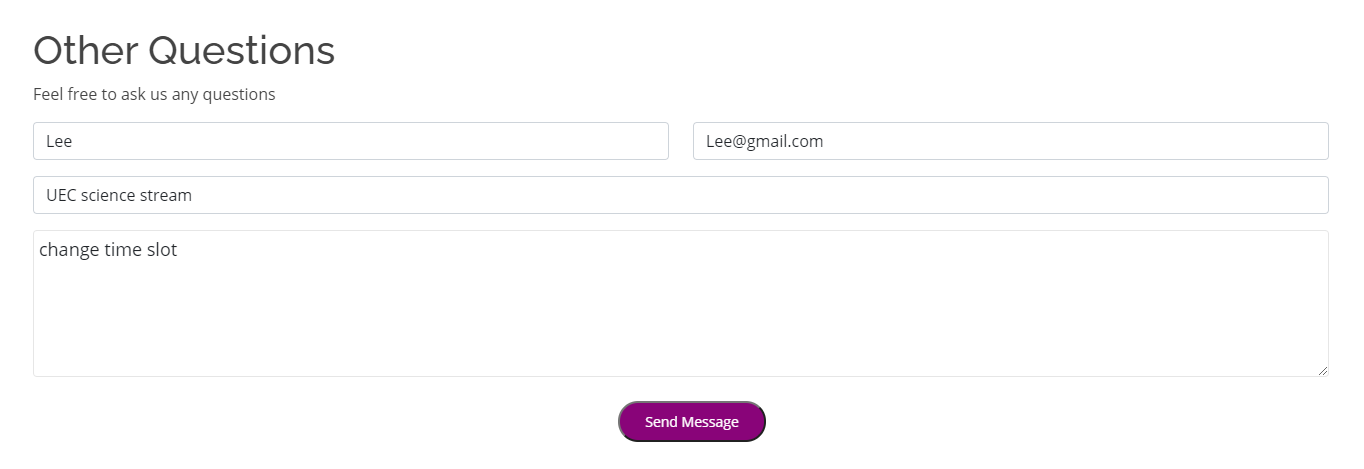 Other Questions
Feel free to ask us any questions
Lee
Lee@gmail.com
UEC science stream
change time slot
Send Message